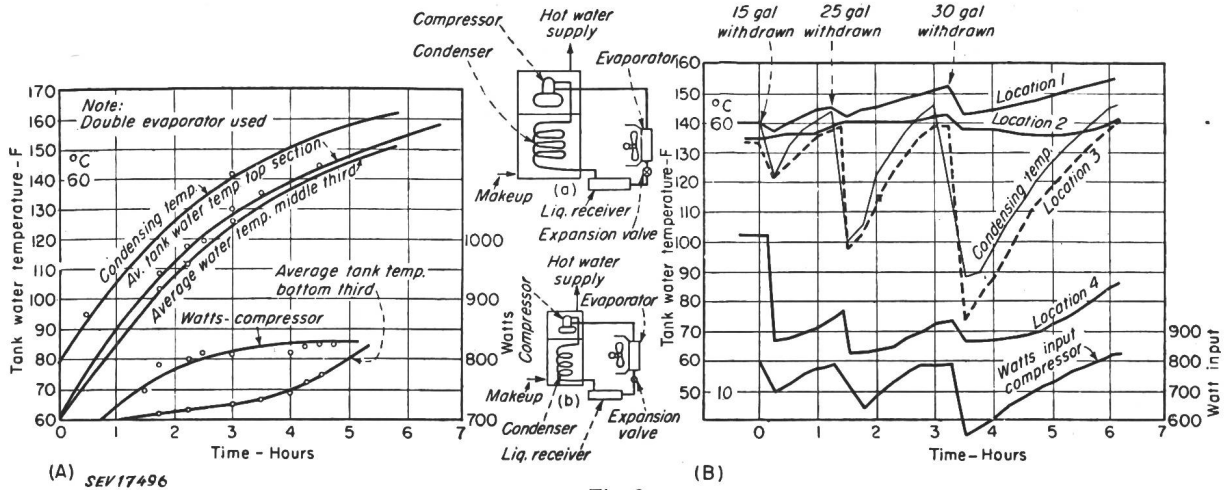 Note:
Double evaporator used
Tank water temperature - F
170
160
150
140
130
120
110
100
90
80
70
60
°C
60
Condensing temp.
Av. tank water temp top section
Average water temp. middle third
Average tank temp. bottom third
Watts-compressor
1000
900
800
700
Watts
0
1
2
3
4
5
6
7
Time - Hours
(A)
SEV17496
Compressor
Condenser
Hot water supply
Evaporator
Makeup
(a)
Liq. receiver
Expansion valve
Hot water supply
Compressor
Evaporator
Makeup
(b)
Condenser
Expansion valve
Liq. receiver
15 gal withdrawn
25 gal withdrawn
30 gal withdrawn
Tank water temperature - F
160
150
140
130
120
110
100
90
80
70
60
50
°C
60
10
Location 1
Location 2
Condensing temp.
Location 3
Location 4
Watts input compressor
900
800
700
600
Watt input
0
1
2
3
4
5
6
7
Time - Hours
(B)